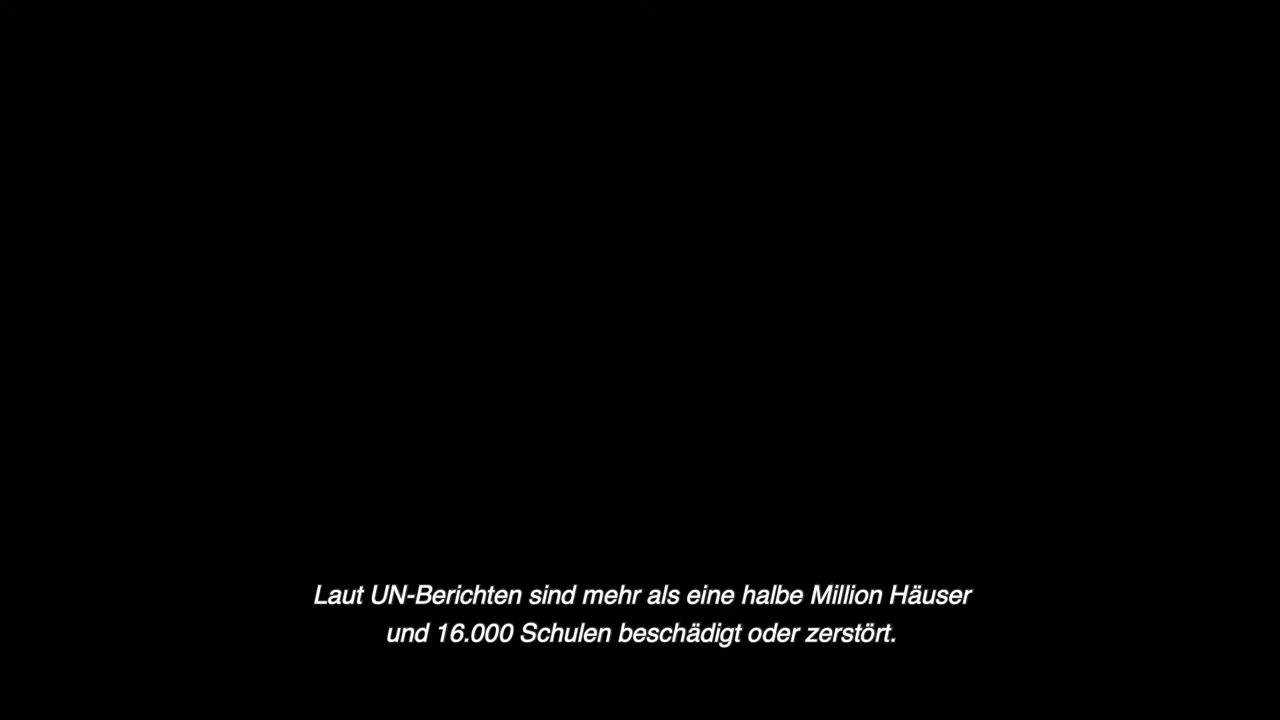 Laut UN-Berichten sind mehr als eine halbe Million Häuser
und 16.000 Schulen beschädigt oder zerstört.